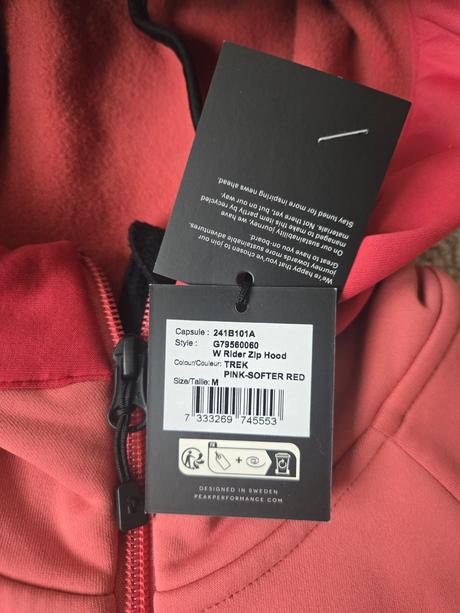 We're happy that you've chosen to join our
journey towards more sustainable adventures.
Great to have you on-board.
On our sustainability journey, we have
managed to make this item partly by recycled
materials. Not there yet, but on our way.
Stay tuned for more inspiring news ahead.
Capsule : 241B101A
Style : G79560060
W Rider Zip Hood
Colour/Couleur: TREK
PINK-SOFTER RED
Size/Taille: M
7 333269 745553
FR
DESIGNED IN SWEDEN
PEAKPERFORMANCE.COM